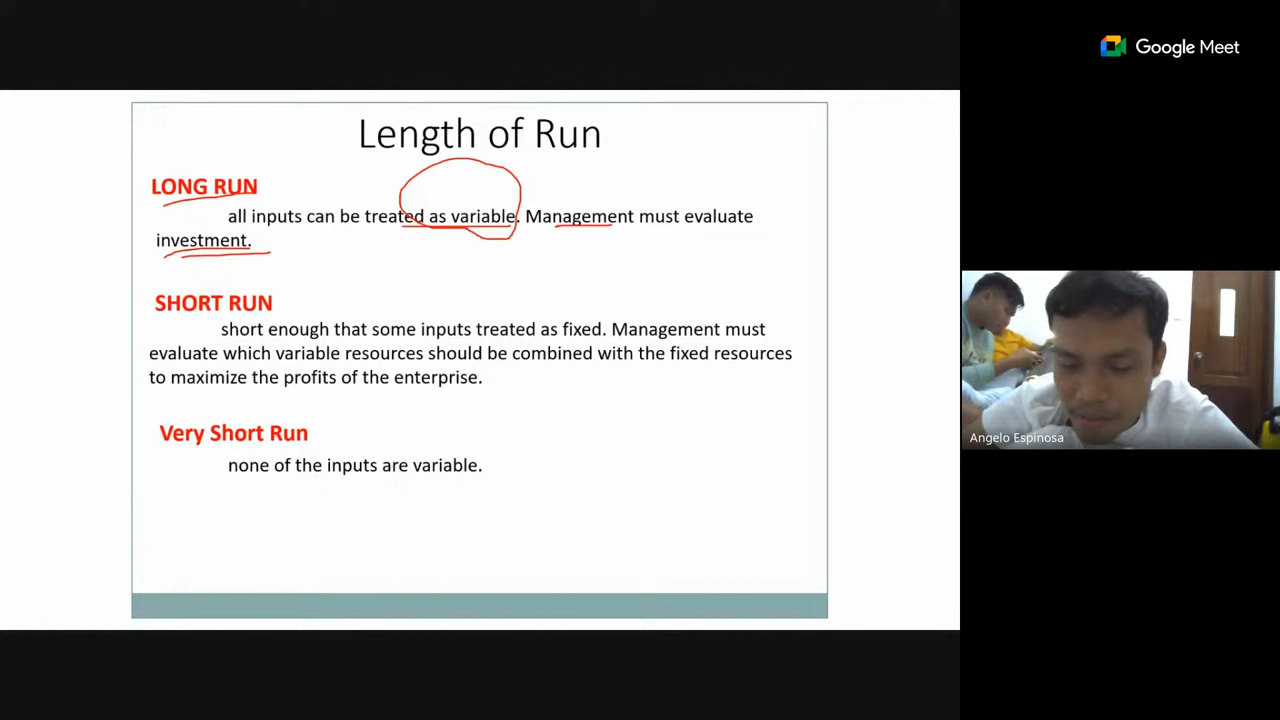 Google Meet
Length of Run
LONG RUN
all inputs can be treated as variable. Management must evaluate
investment.
SHORT RUN
short enough that some inputs treated as fixed. Management must
evaluate which variable resources should be combined with the fixed resources
to maximize the profits of the enterprise.
Very Short Run
none of the inputs are variable.
Angelo Espinosa